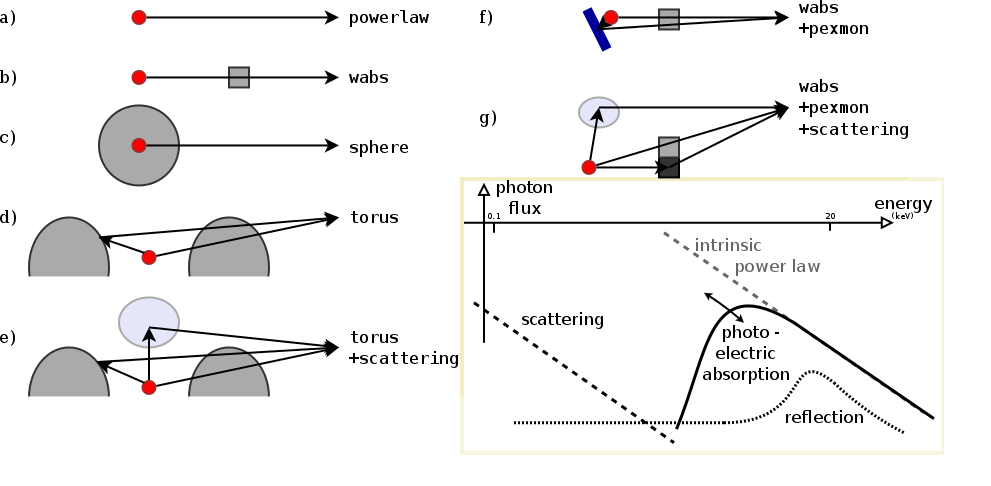 a)
powerlaw
b)
wabs
c)
sphere
d)
torus
e)
torus
+scattering
f)
wabs
+pexmon
g)
wabs
+pexmon
+scattering
photon
flux
energy
(keV)
0.1
20
intrinsic
power law
scattering
photo -
electric
absorption
reflection